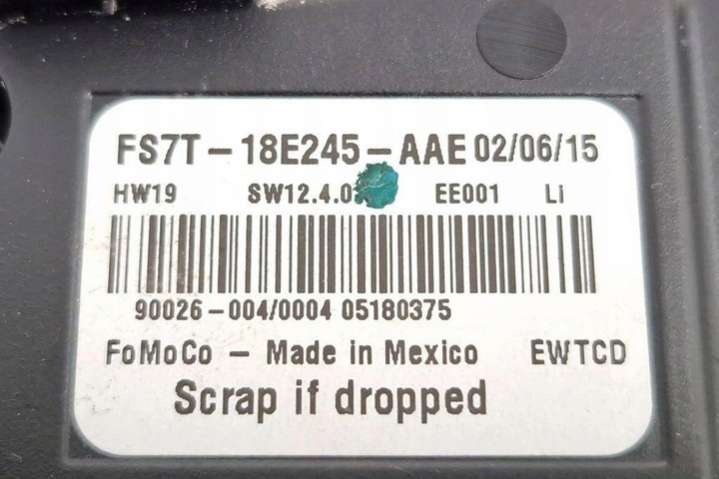 FS7T-18E245-AAE 02/06/15
HW19 SW12.4.0 EE001 Li
90026-004/0004 05180375
FoMoCo - Made in Mexico EWTCD
Scrap if dropped